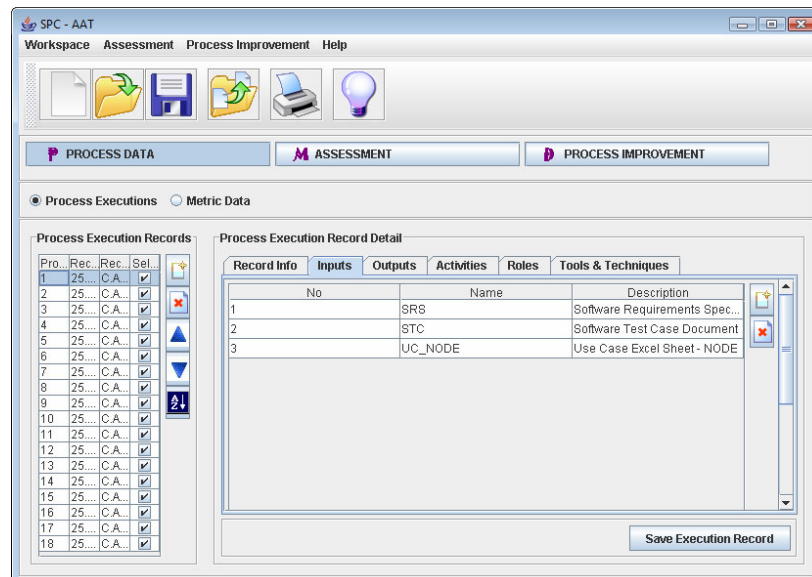 SPC - AAT
Workspace Assessment Process Improvement Help
P PROCESS DATA M ASSESSMENT D PROCESS IMPROVEMENT
Process Executions Metric Data
Process Execution Records Process Execution Record Detail
Record Info Inputs Outputs Activities Roles Tools & Techniques
Pro... Rec... Rec... Sel...
1 25.... C.A...
2 25.... C.A...
3 25.... C.A...
4 25.... C.A...
5 25.... C.A...
6 25.... C.A...
7 25.... C.A...
8 25.... C.A...
9 25.... C.A...
10 25.... C.A...
11 25.... C.A...
12 25.... C.A...
13 25.... C.A...
14 25.... C.A...
15 25.... C.A...
16 25.... C.A...
17 25.... C.A...
18 25.... C.A...
No Name Description
1 SRS Software Requirements Spec...
2 STC Software Test Case Document
3 UC_NODE Use Case Excel Sheet - NODE
Save Execution Record